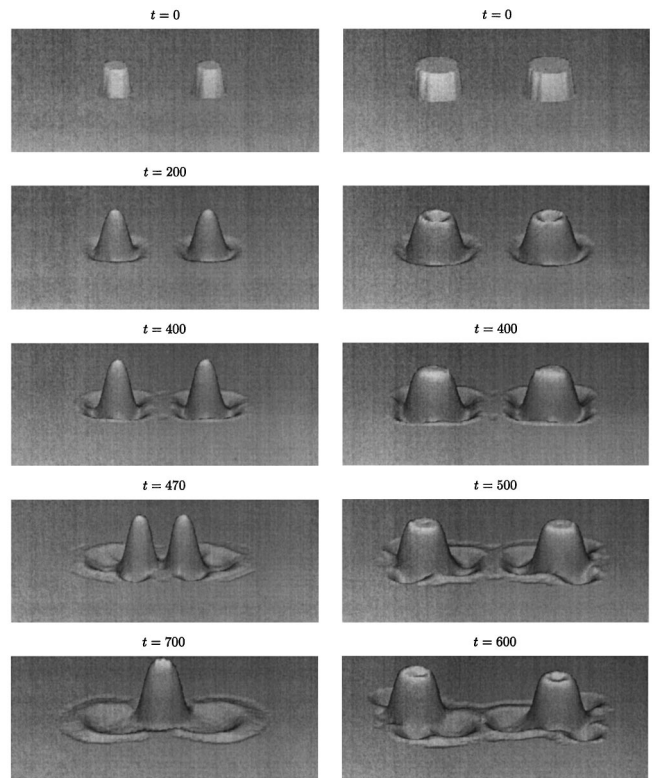 t = 0
t = 0
t = 200
t = 400
t = 400
t = 470
t = 500
t = 700
t = 600